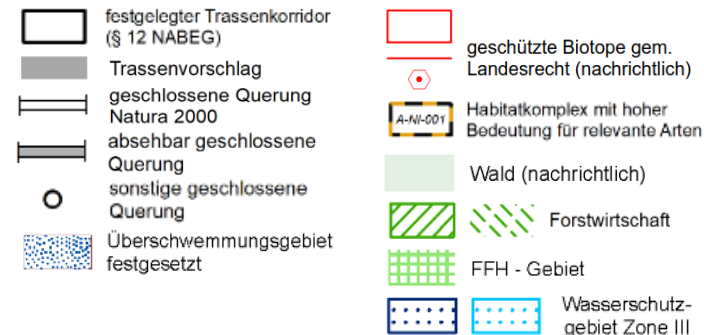 festgelegter Trassenkorridor
(§ 12 NABEG)
Trassenvorschlag
geschlossene Querung
Natura 2000
absehbar geschlossene
Querung
sonstige geschlossene
Querung
Überschwemmungsgebiet
festgesetzt
geschützte Biotope gem.
Landesrecht (nachrichtlich)
A-NI-001
Habitatkomplex mit hoher
Bedeutung für relevante Arten
Wald (nachrichtlich)
Forstwirtschaft
FFH - Gebiet
Wasserschutz-
gebiet Zone III